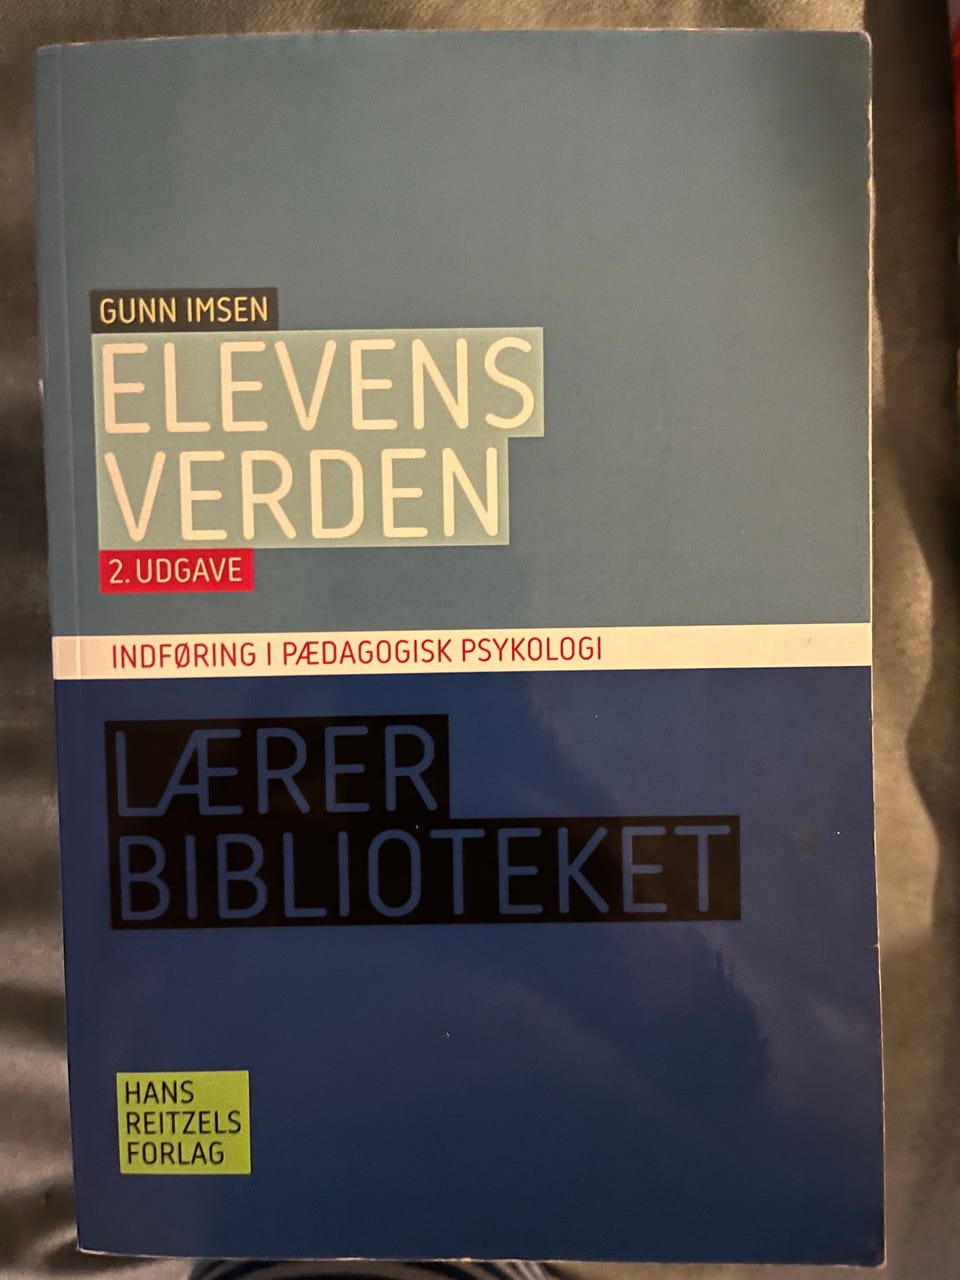 GUNN IMSEN
ELEVENS
VERDEN
2. UDGAVE
INDFØRING I PÆDAGOGISK PSYKOLOGI
LÆRER
BIBLIOTEKET
HANS
REITZELS
FORLAG